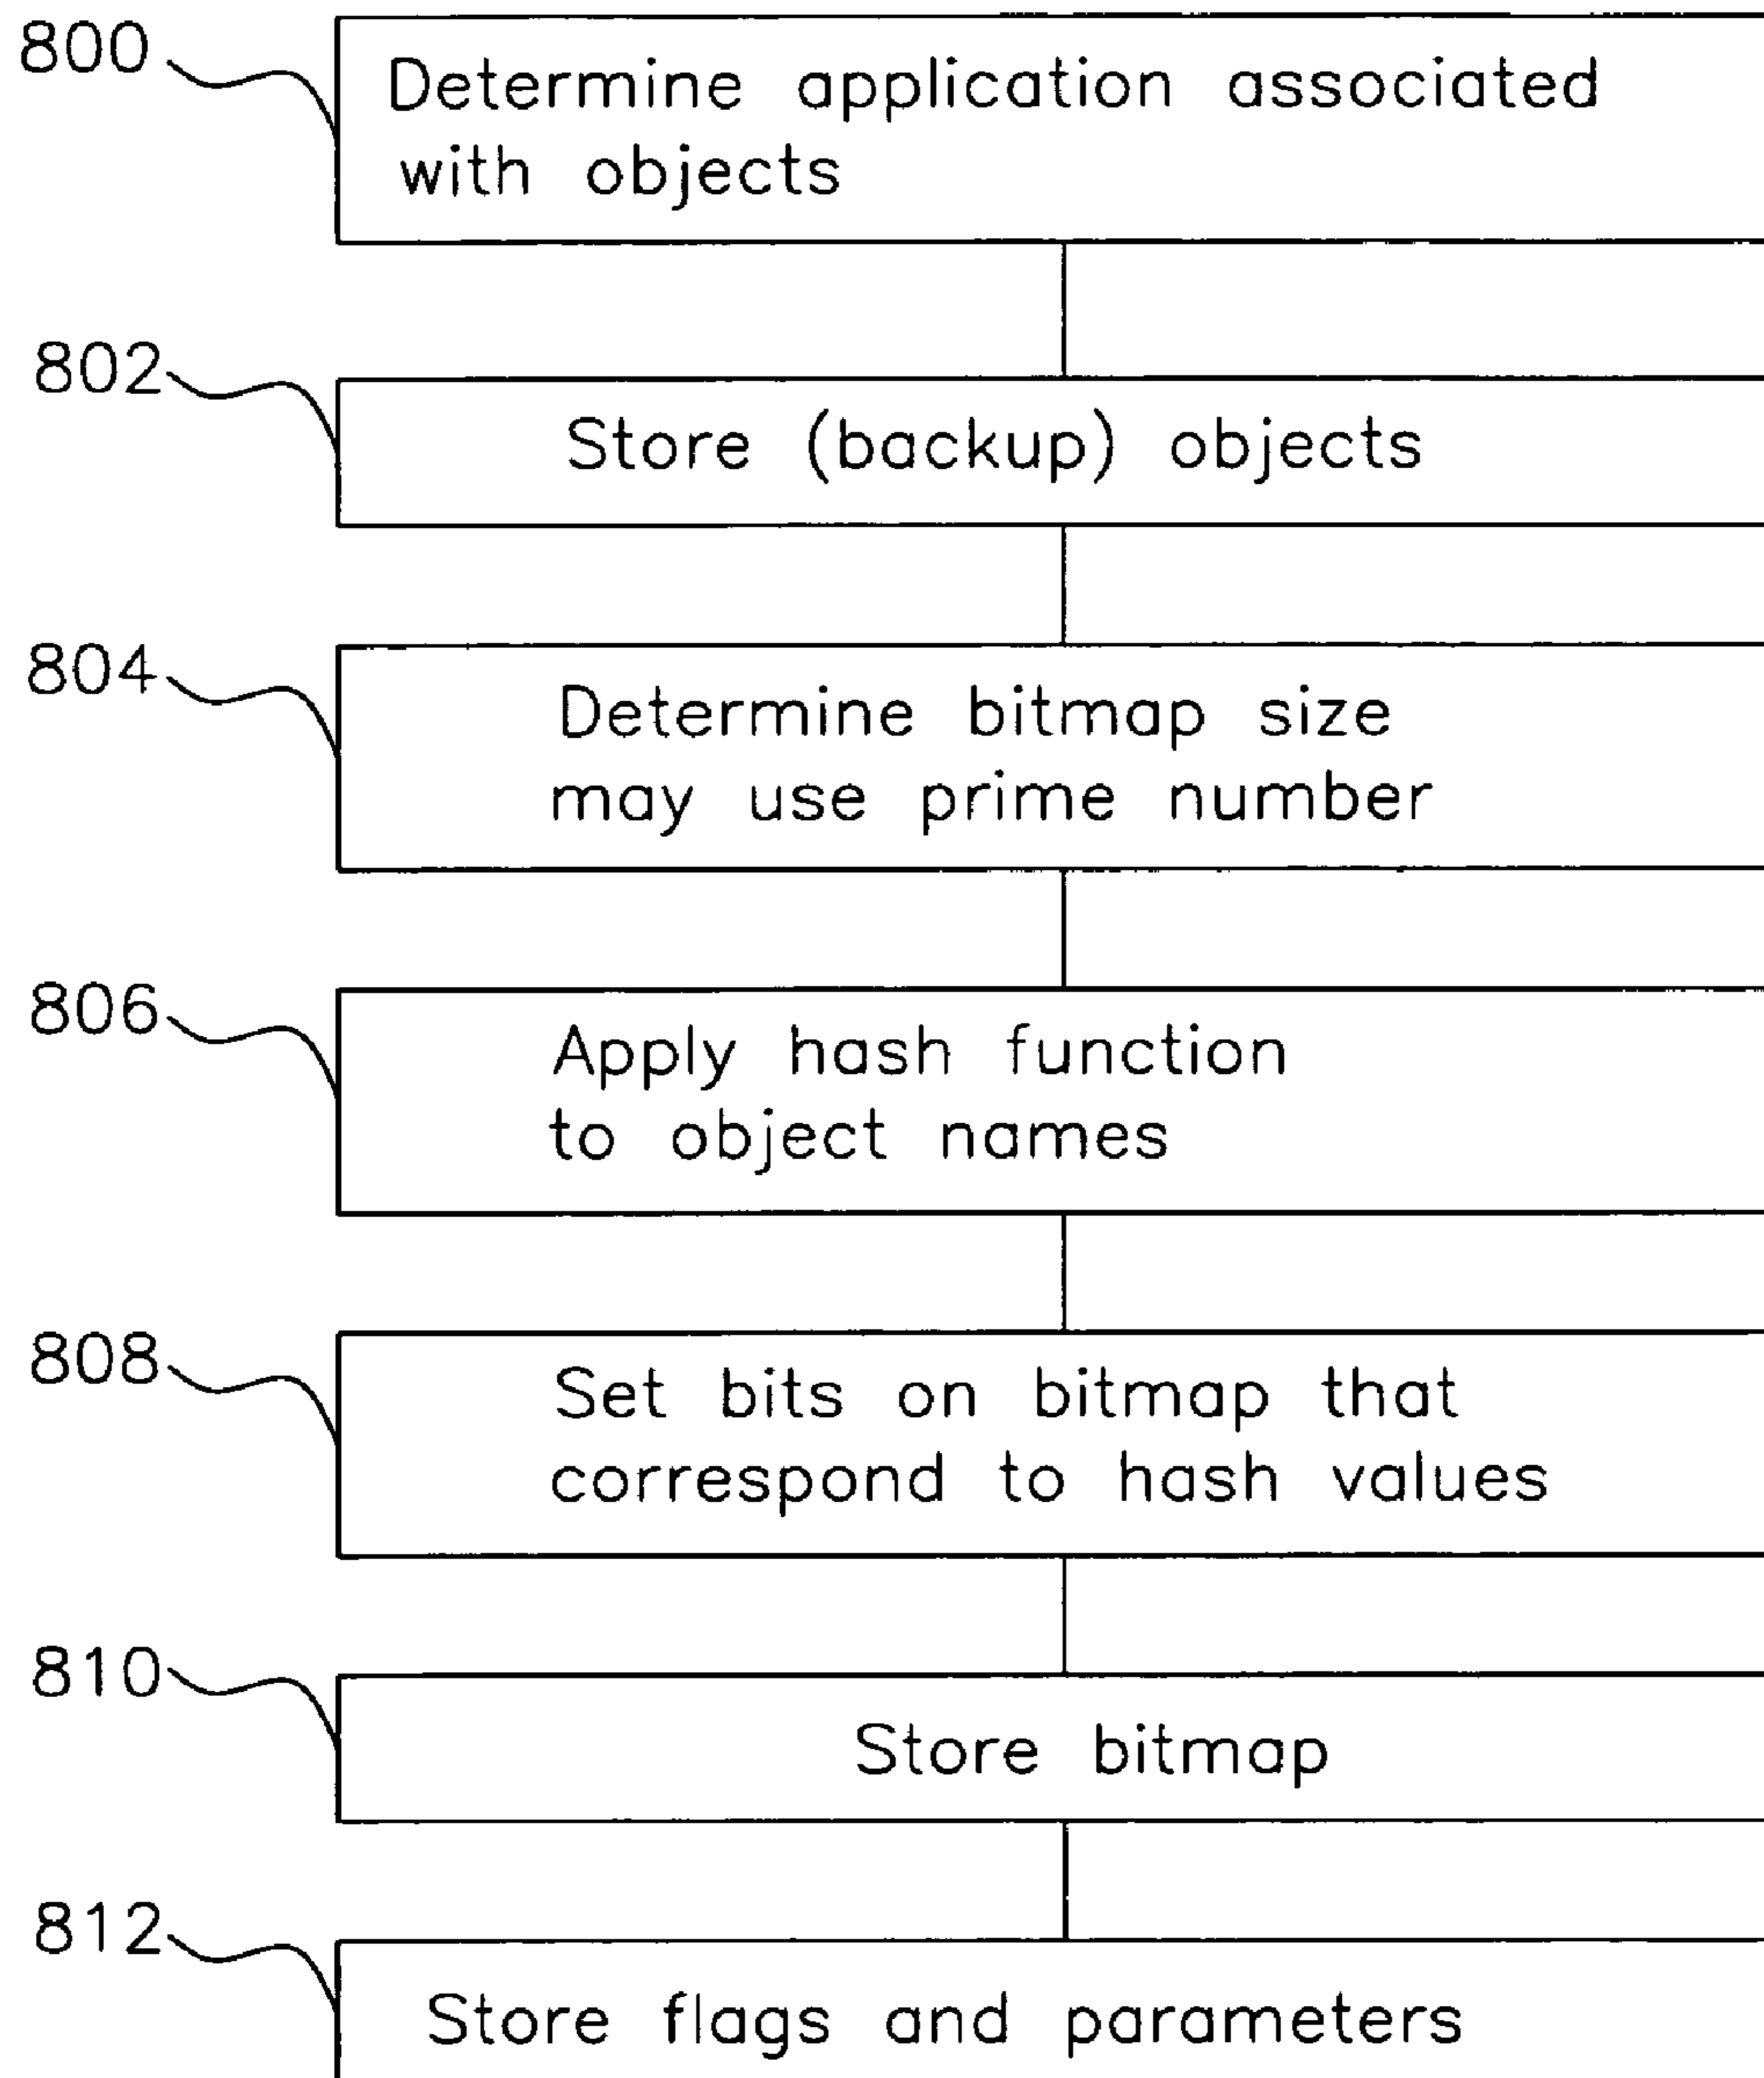 800
Determine application associated
with objects
802
Store (backup) objects
804
Determine bitmap size
may use prime number
806
Apply hash function
to object names
808
Set bits on bitmap that
correspond to hash values
810
Store bitmap
812
Store flags and parameters